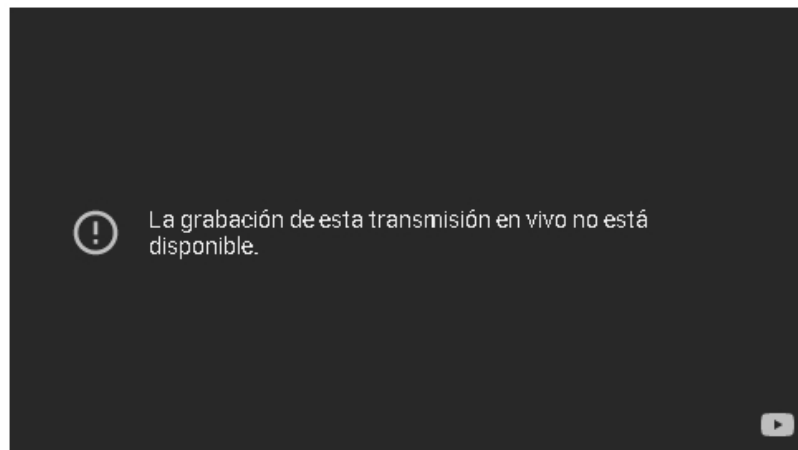 La grabación de esta transmisión en vivo no está
disponible.